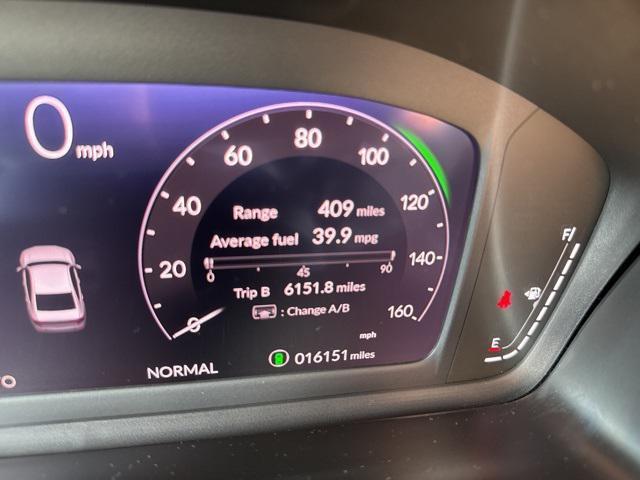 0 mph
80
60
100
40
120
Range 409 miles
Average fuel 39.9 mpg
20
0 45 90
140
Trip B 6151.8 miles
: Change A/B
0
160
mph
NORMAL
016151 miles
F
E